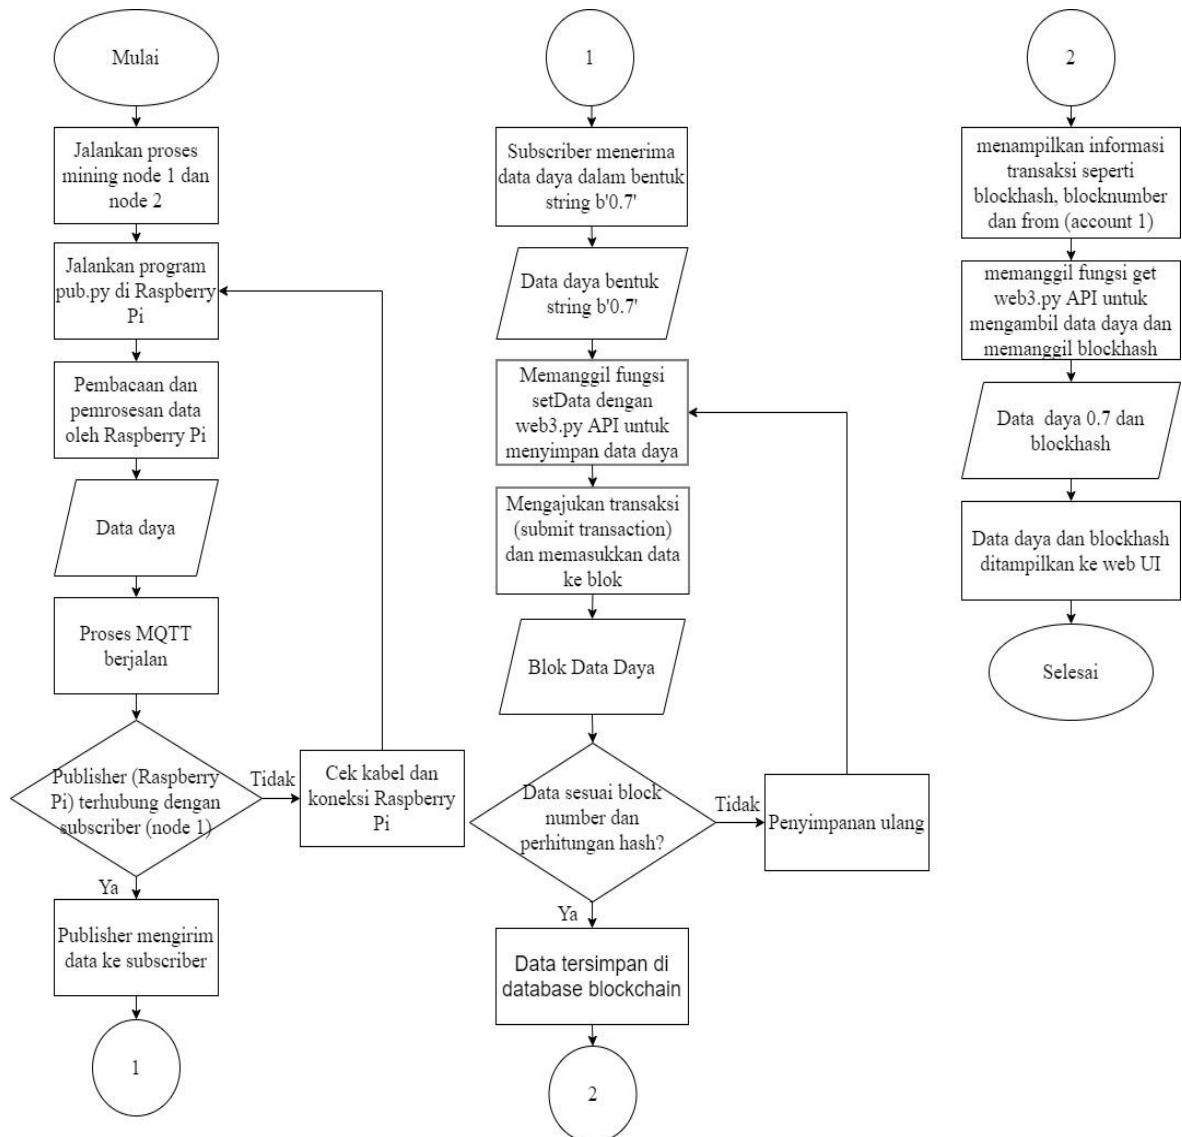 Mulai
Jalankan proses
mining node 1 dan
node 2
Jalankan program
pub.py di Raspberry
Pi
Pembacaan dan
pemrosesan data
oleh Raspberry Pi
Data daya
Proses MQTT
berjalan
Publisher (Raspberry
Pi) terhubung dengan
subscriber (node 1)
Tidak
Cek kabel dan
koneksi Raspberry
Pi
Ya
Publisher mengirim
data ke subscriber
1
1
Subscriber menerima
data daya dalam bentuk
string b'0.7'
Data daya bentuk
string b'0.7'
Memanggil fungsi
setData dengan
web3.py API untuk
menyimpan data daya
Mengajukan transaksi
(submit transaction)
dan memasukkan data
ke blok
Blok Data Daya
Data sesuai block
number dan
perhitungan hash?
Tidak
Penyimpanan ulang
Ya
Data tersimpan di
database blockchain
2
2
menampilkan informasi
transaksi seperti
blockhash, blocknumber
dan from (account 1)
memanggil fungsi get
web3.py API untuk
mengambil data daya dan
memanggil blockhash
Data daya 0.7 dan
blockhash
Data daya dan blockhash
ditampilkan ke web UI
Selesai